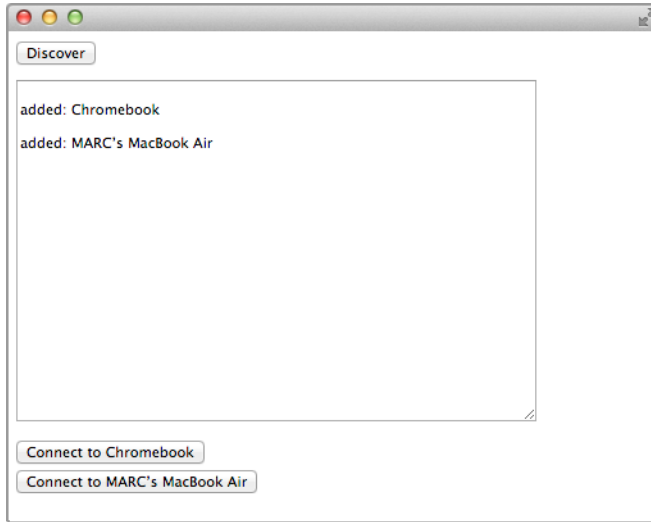 Discover
added: Chromebook
added: MARC's MacBook Air
Connect to Chromebook
Connect to MARC's MacBook Air